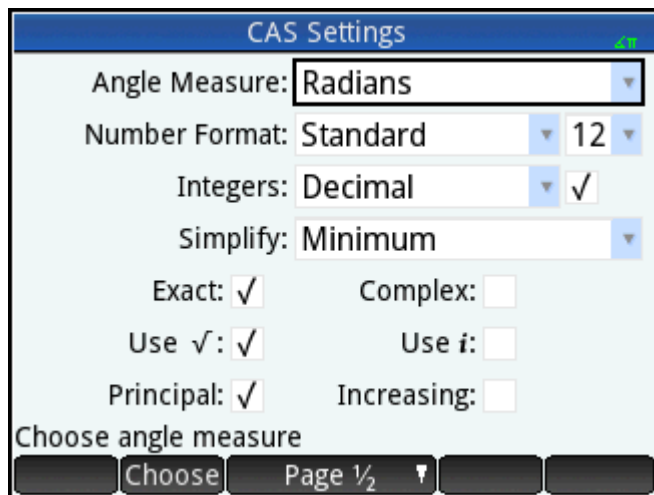 CAS Settings
∡π
Angle Measure: Radians
Number Format: Standard 12
Integers: Decimal √
Simplify: Minimum
Exact: √ Complex:
Use √: √ Use i:
Principal: √ Increasing:
Choose angle measure
Choose Page ½